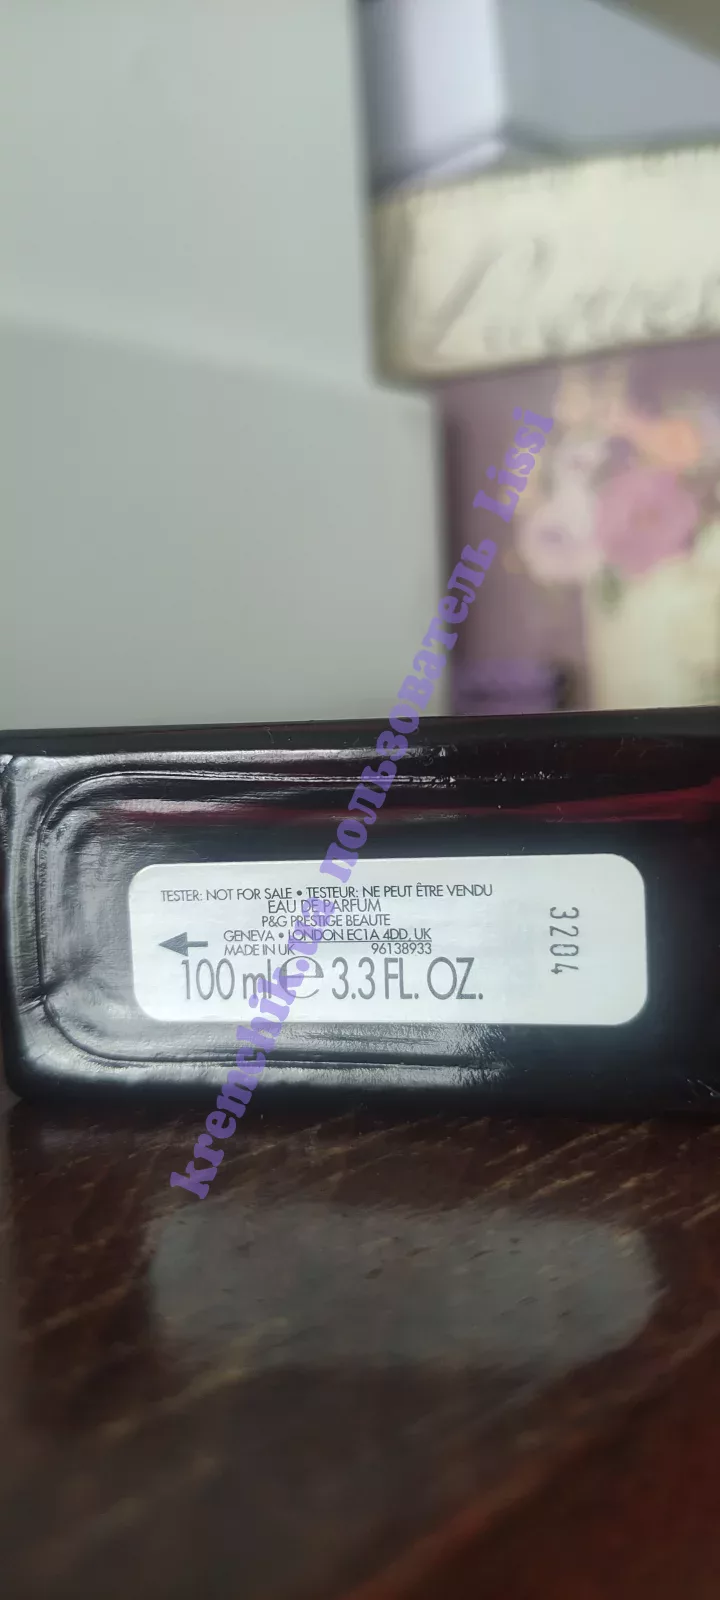 TESTER: NOT FOR SALE • TESTEUR: NE PEUT ÊTRE VENDU
EAU DE PARFUM
P&G PRESTIGE BEAUTE
GENEVA • LONDON EC1A 4DD, UK
MADE IN UK 96138933
100 ml e 3.3 FL. OZ.
3204
kremchik.ua пользователь Lissi